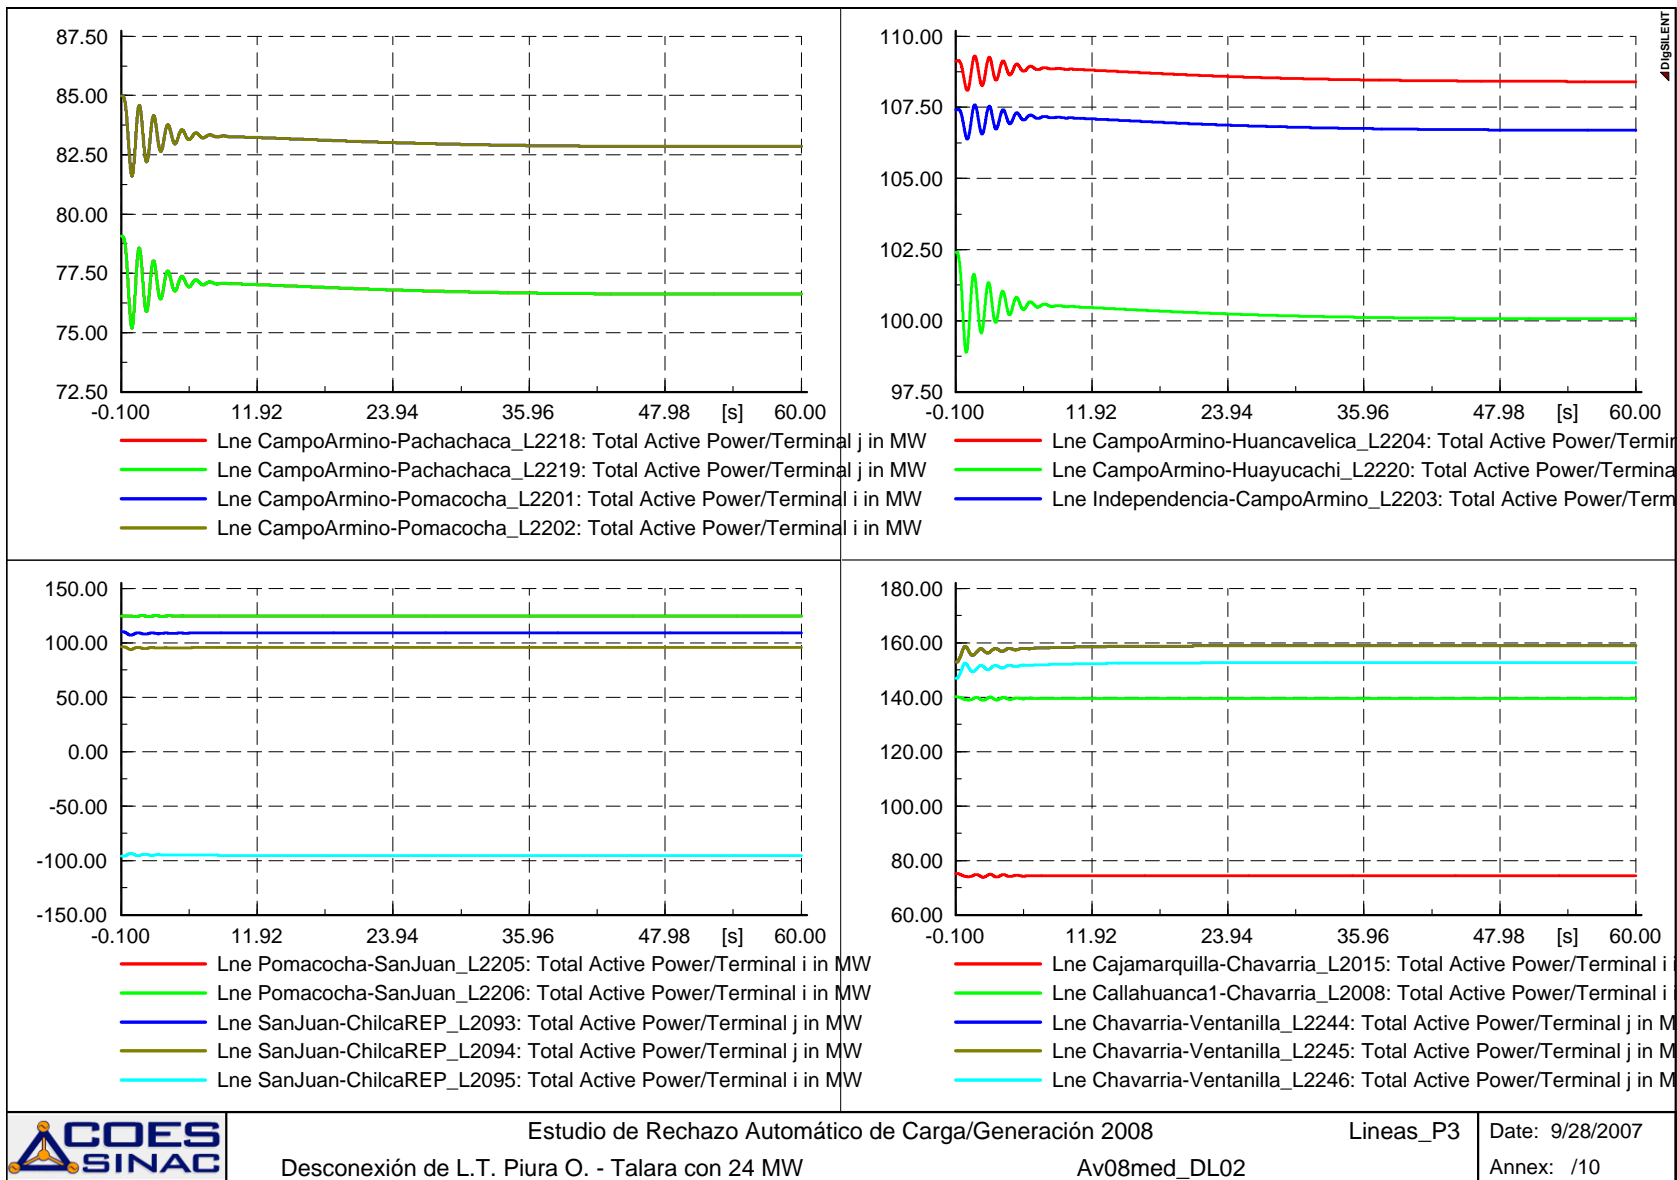 DIgSILENT
87.50
85.00
82.50
80.00
77.50
75.00
72.50
-0.100 11.92 23.94 35.96 47.98 [s] 60.00
Lne CampoArmino-Pachachaca_L2218: Total Active Power/Terminal j in MW
Lne CampoArmino-Pachachaca_L2219: Total Active Power/Terminal j in MW
Lne CampoArmino-Pomacocha_L2201: Total Active Power/Terminal i in MW
Lne CampoArmino-Pomacocha_L2202: Total Active Power/Terminal i in MW
110.00
107.50
105.00
102.50
100.00
97.50
-0.100 11.92 23.94 35.96 47.98 [s] 60.00
Lne CampoArmino-Huancavelica_L2204: Total Active Power/Termin
Lne CampoArmino-Huayucachi_L2220: Total Active Power/Termina
Lne Independencia-CampoArmino_L2203: Total Active Power/Term
150.00
100.00
50.00
0.00
-50.00
-100.00
-150.00
-0.100 11.92 23.94 35.96 47.98 [s] 60.00
Lne Pomacocha-SanJuan_L2205: Total Active Power/Terminal i in MW
Lne Pomacocha-SanJuan_L2206: Total Active Power/Terminal i in MW
Lne SanJuan-ChilcaREP_L2093: Total Active Power/Terminal j in MW
Lne SanJuan-ChilcaREP_L2094: Total Active Power/Terminal j in MW
Lne SanJuan-ChilcaREP_L2095: Total Active Power/Terminal i in MW
180.00
160.00
140.00
120.00
100.00
80.00
60.00
-0.100 11.92 23.94 35.96 47.98 [s] 60.00
Lne Cajamarquilla-Chavarria_L2015: Total Active Power/Terminal i i
Lne Callahuanca1-Chavarria_L2008: Total Active Power/Terminal i i
Lne Chavarria-Ventanilla_L2244: Total Active Power/Terminal j in M
Lne Chavarria-Ventanilla_L2245: Total Active Power/Terminal j in M
Lne Chavarria-Ventanilla_L2246: Total Active Power/Terminal j in M
COES
SINAC
Estudio de Rechazo Automático de Carga/Generación 2008
Lineas_P3
Desconexión de L.T. Piura O. - Talara con 24 MW
Av08med_DL02
Date: 9/28/2007
Annex: /10